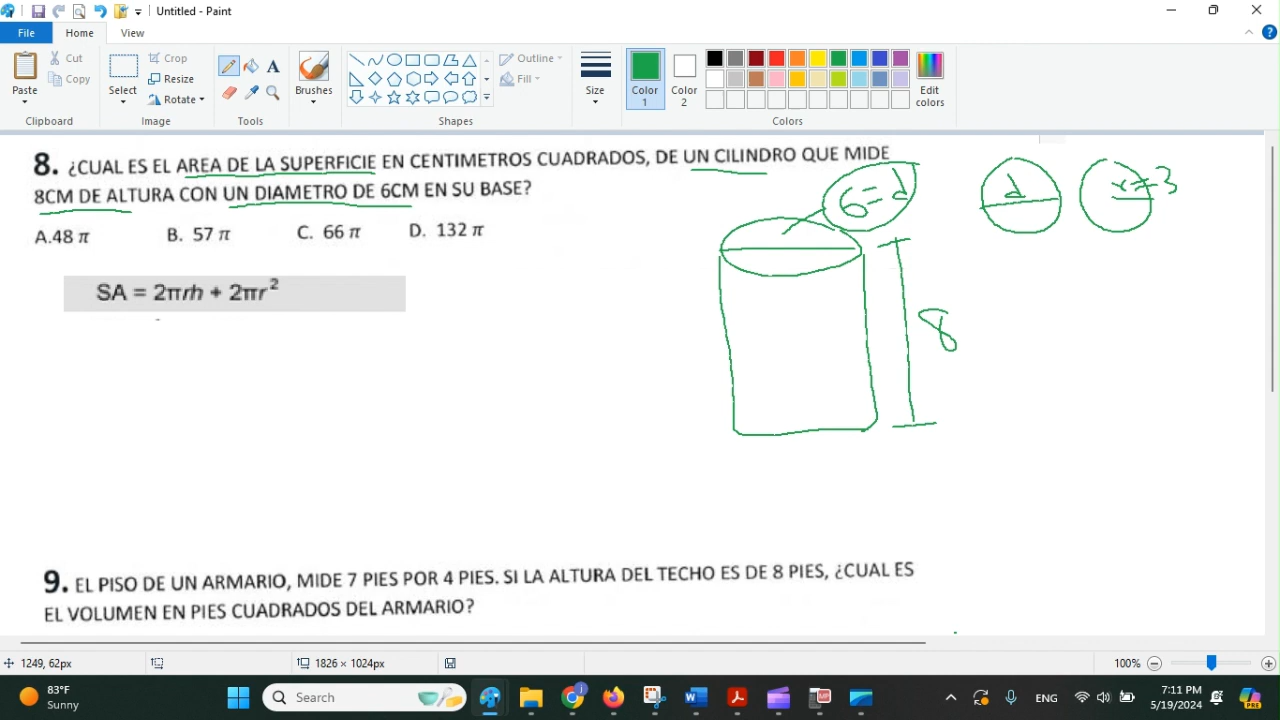 Untitled - Paint
File Home View
Paste
Cut
Copy
Clipboard
Select
Crop
Resize
Rotate
Image
Tools
Brushes
Shapes
Outline
Fill
Size
Color 1
Color 2
Edit colors
Colors
8. ¿CUAL ES EL AREA DE LA SUPERFICIE EN CENTIMETROS CUADRADOS, DE UN CILINDRO QUE MIDE
8CM DE ALTURA CON UN DIAMETRO DE 6CM EN SU BASE?
A.48 π B. 57 π C. 66 π D. 132 π
SA = 2πrh + 2πr²
6=d
d
r=3
8
9. EL PISO DE UN ARMARIO, MIDE 7 PIES POR 4 PIES. SI LA ALTURA DEL TECHO ES DE 8 PIES, ¿CUAL ES
EL VOLUMEN EN PIES CUADRADOS DEL ARMARIO?
1249, 62px
1826 × 1024px
100%
83°F
Sunny
Search
ENG
7:11 PM
5/19/2024
PRE